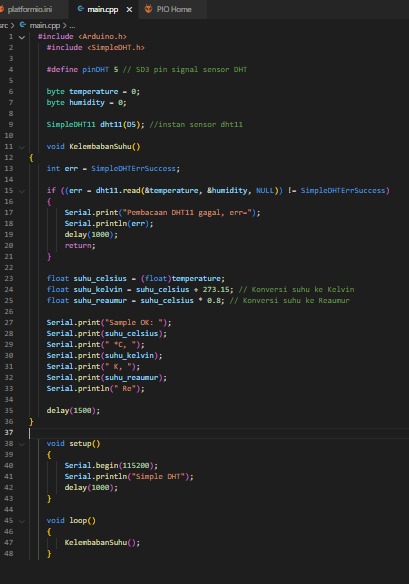 platformio.ini main.cpp PIO Home
src > main.cpp > ...
1 #include <Arduino.h>
2 #include <SimpleDHT.h>
3
4 #define pinDHT 5 // SD3 pin signal sensor DHT
5
6 byte temperature = 0;
7 byte humidity = 0;
8
9 SimpleDHT11 dht11(D5); //instan sensor dht11
10
11 void KelembabanSuhu()
12 {
13 int err = SimpleDHTErrSuccess;
14
15 if ((err = dht11.read(&temperature, &humidity, NULL)) != SimpleDHTErrSuccess)
16 {
17 Serial.print("Pembacaan DHT11 gagal, err=");
18 Serial.println(err);
19 delay(1000);
20 return;
21 }
22
23 float suhu_celsius = (float)temperature;
24 float suhu_kelvin = suhu_celsius + 273.15; // Konversi suhu ke Kelvin
25 float suhu_reaumur = suhu_celsius * 0.8; // Konversi suhu ke Reaumur
26
27 Serial.print("Sample OK: ");
28 Serial.print(suhu_celsius);
29 Serial.print(" *C, ");
30 Serial.print(suhu_kelvin);
31 Serial.print(" K, ");
32 Serial.print(suhu_reaumur);
33 Serial.println(" Re");
34
35 delay(1500);
36 }
37
38 void setup()
39 {
40 Serial.begin(115200);
41 Serial.println("Simple DHT");
42 delay(1000);
43 }
44
45 void loop()
46 {
47 KelembabanSuhu();
48 }